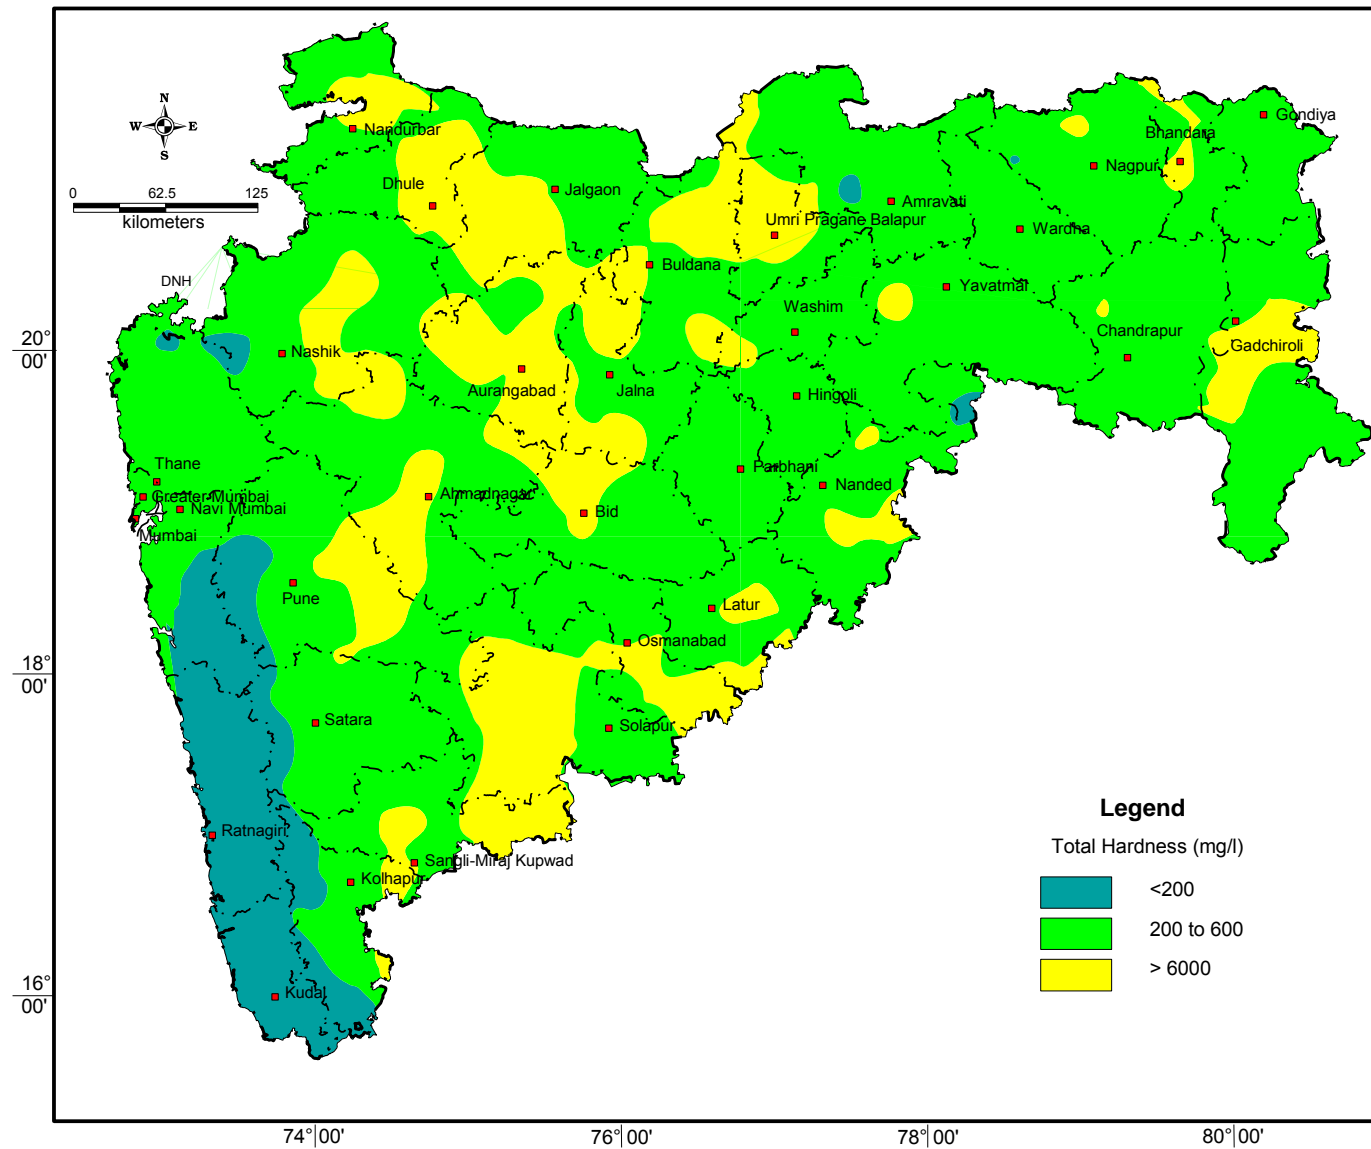 N
W E
S
0 62.5 125
kilometers
Nandurbar
Dhule
Jalgaon
Bhandara
Gondiya
Nagpur
Amravati
Umri Pragane Balapur
Wardha
Buldana
DNH
Yavatmal
Washim
Chandrapur
Gadchiroli
Nashik
Aurangabad
Jalna
Hingoli
Thane
Greater Mumbai
Navi Mumbai
Mumbai
Ahmadnagar
Bid
Parbhani
Nanded
Pune
Latur
Osmanabad
Satara
Solapur
Ratnagiri
Sangli-Miraj Kupwad
Kolhapur
Kudal
20°
00'
18°
00'
16°
00'
Legend
Total Hardness (mg/l)
<200
200 to 600
> 6000
74°00' 76°00' 78°00' 80°00'